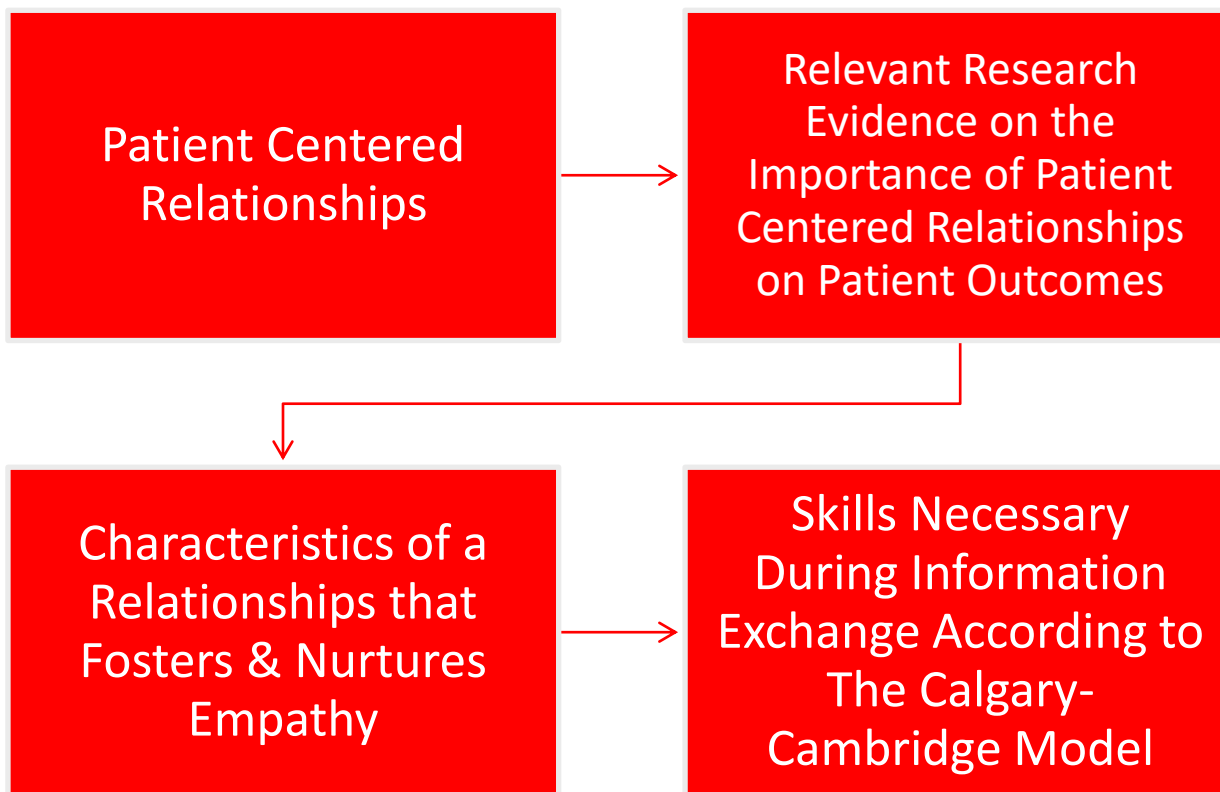 Patient Centered
Relationships
Relevant Research
Evidence on the
Importance of Patient
Centered Relationships
on Patient Outcomes
Characteristics of a
Relationships that
Fosters & Nurtures
Empathy
Skills Necessary
During Information
Exchange According to
The Calgary-
Cambridge Model